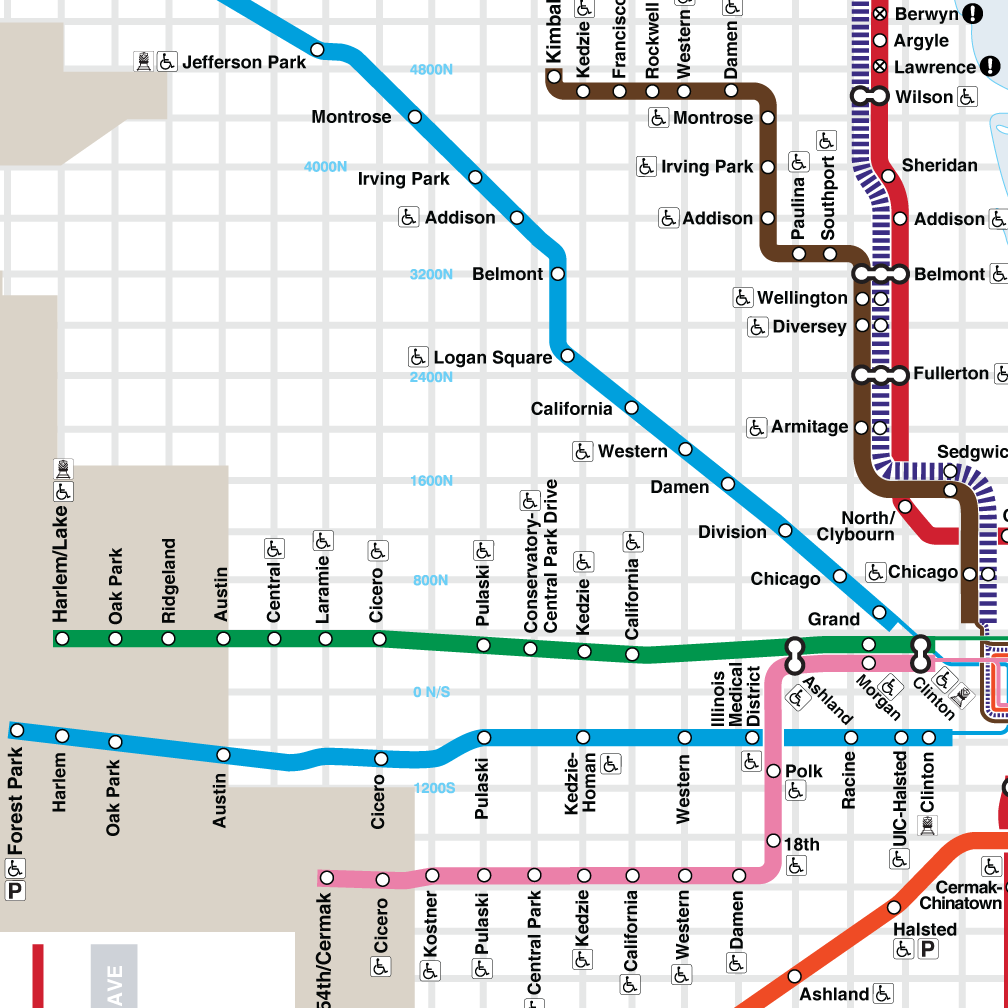 Kimbal
Kedzie
Francisco
Rockwell
Western
Damen
Berwyn
!
Argyle
Lawrence
!
Wilson
Jefferson Park
4800N
Montrose
Montrose
4000N
Irving Park
Irving Park
Paulina
Southport
Sheridan
Addison
Addison
Addison
Belmont
3200N
Belmont
Wellington
Diversey
Logan Square
2400N
Fullerton
California
Armitage
Western
Sedgwic
1600N
Damen
North/
Clybourn
Division
Chicago
Chicago
800N
Grand
Harlem/Lake
Oak Park
Ridgeland
Austin
Central
Laramie
Cicero
Pulaski
Conservatory-
Central Park Drive
Kedzie
California
0 N/S
Illinois
Medical
District
Ashland
Morgan
Clinton
Forest Park
P
Harlem
Oak Park
Austin
Cicero
1200S
Pulaski
Kedzie-
Homan
Western
Polk
Racine
UIC-Halsted
Clinton
18th
54th/Cermak
Cicero
Kostner
Pulaski
Central Park
Kedzie
California
Western
Damen
Cermak-
Chinatown
Halsted
P
Ashland
AVE